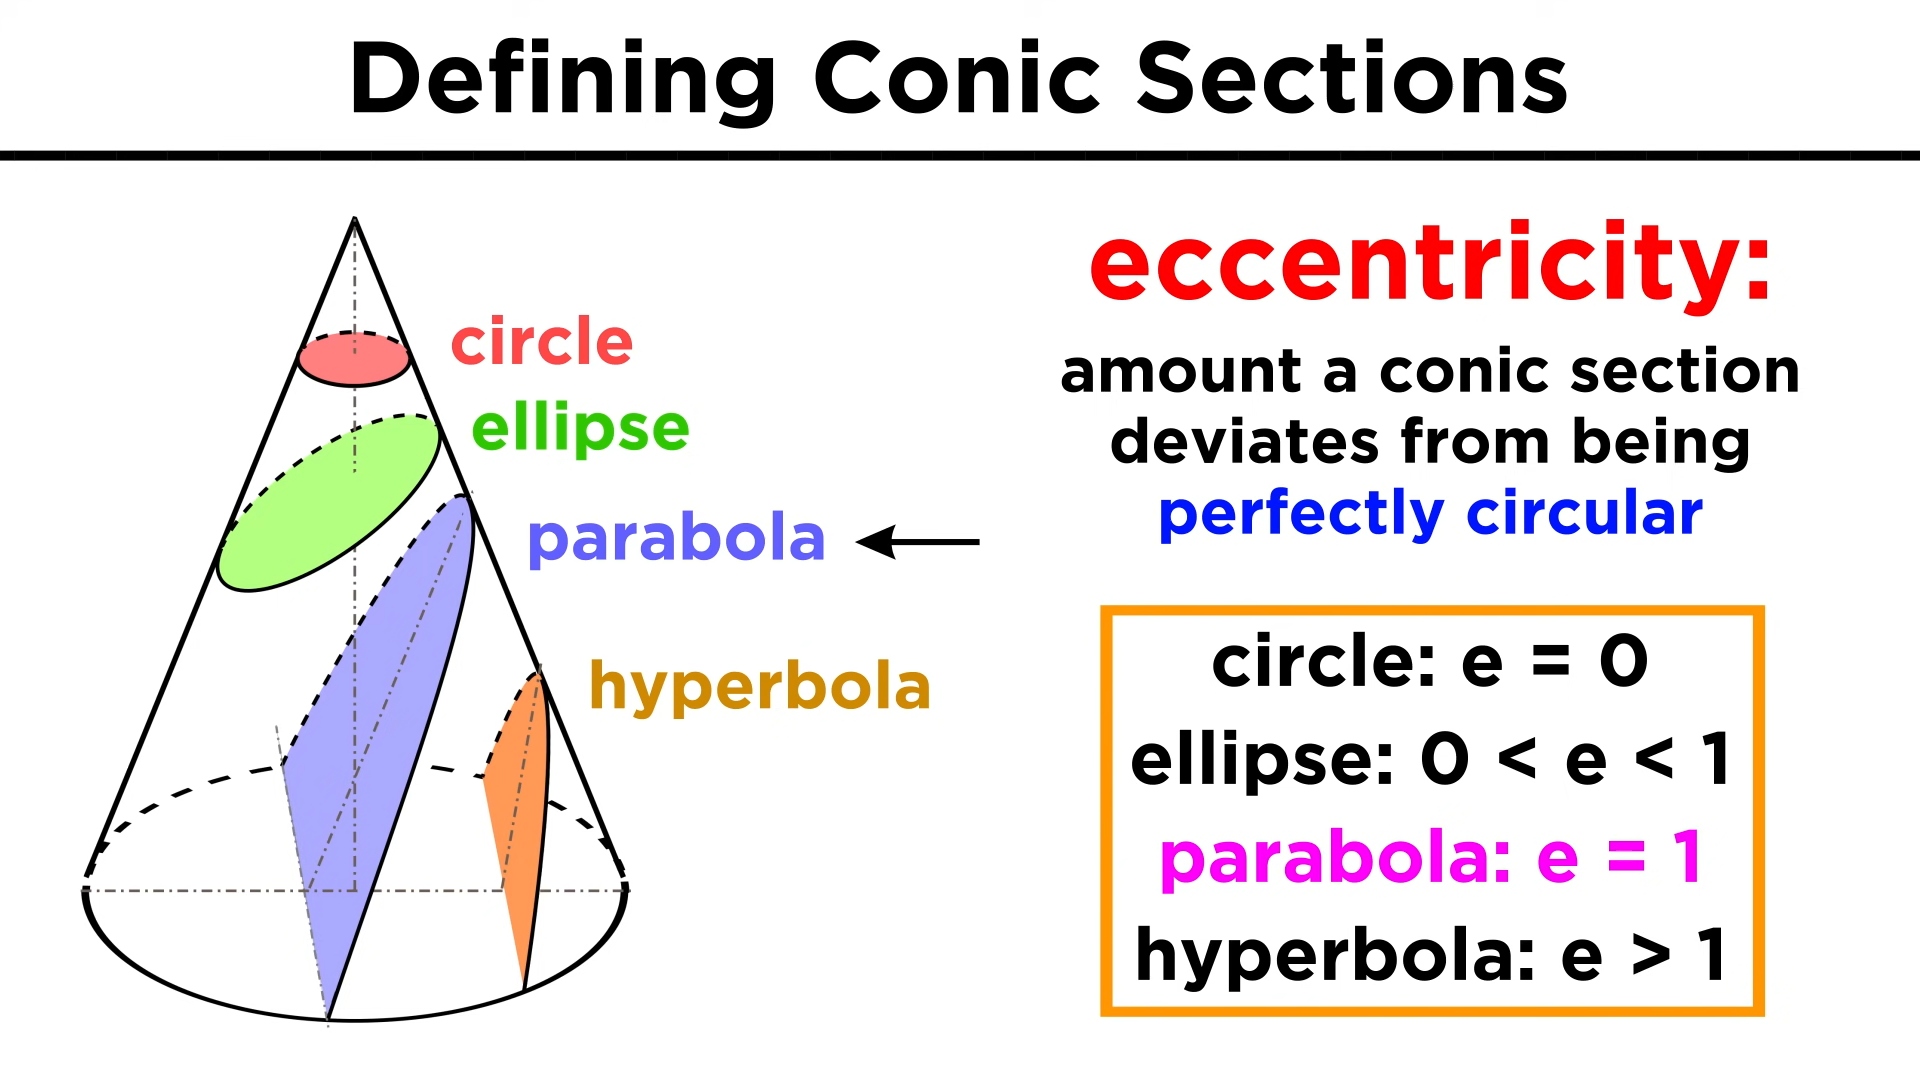 Defining Conic Sections
circle
ellipse
parabola
hyperbola
eccentricity:
amount a conic section
deviates from being
perfectly circular
circle: e = 0
ellipse: 0 < e < 1
parabola: e = 1
hyperbola: e > 1